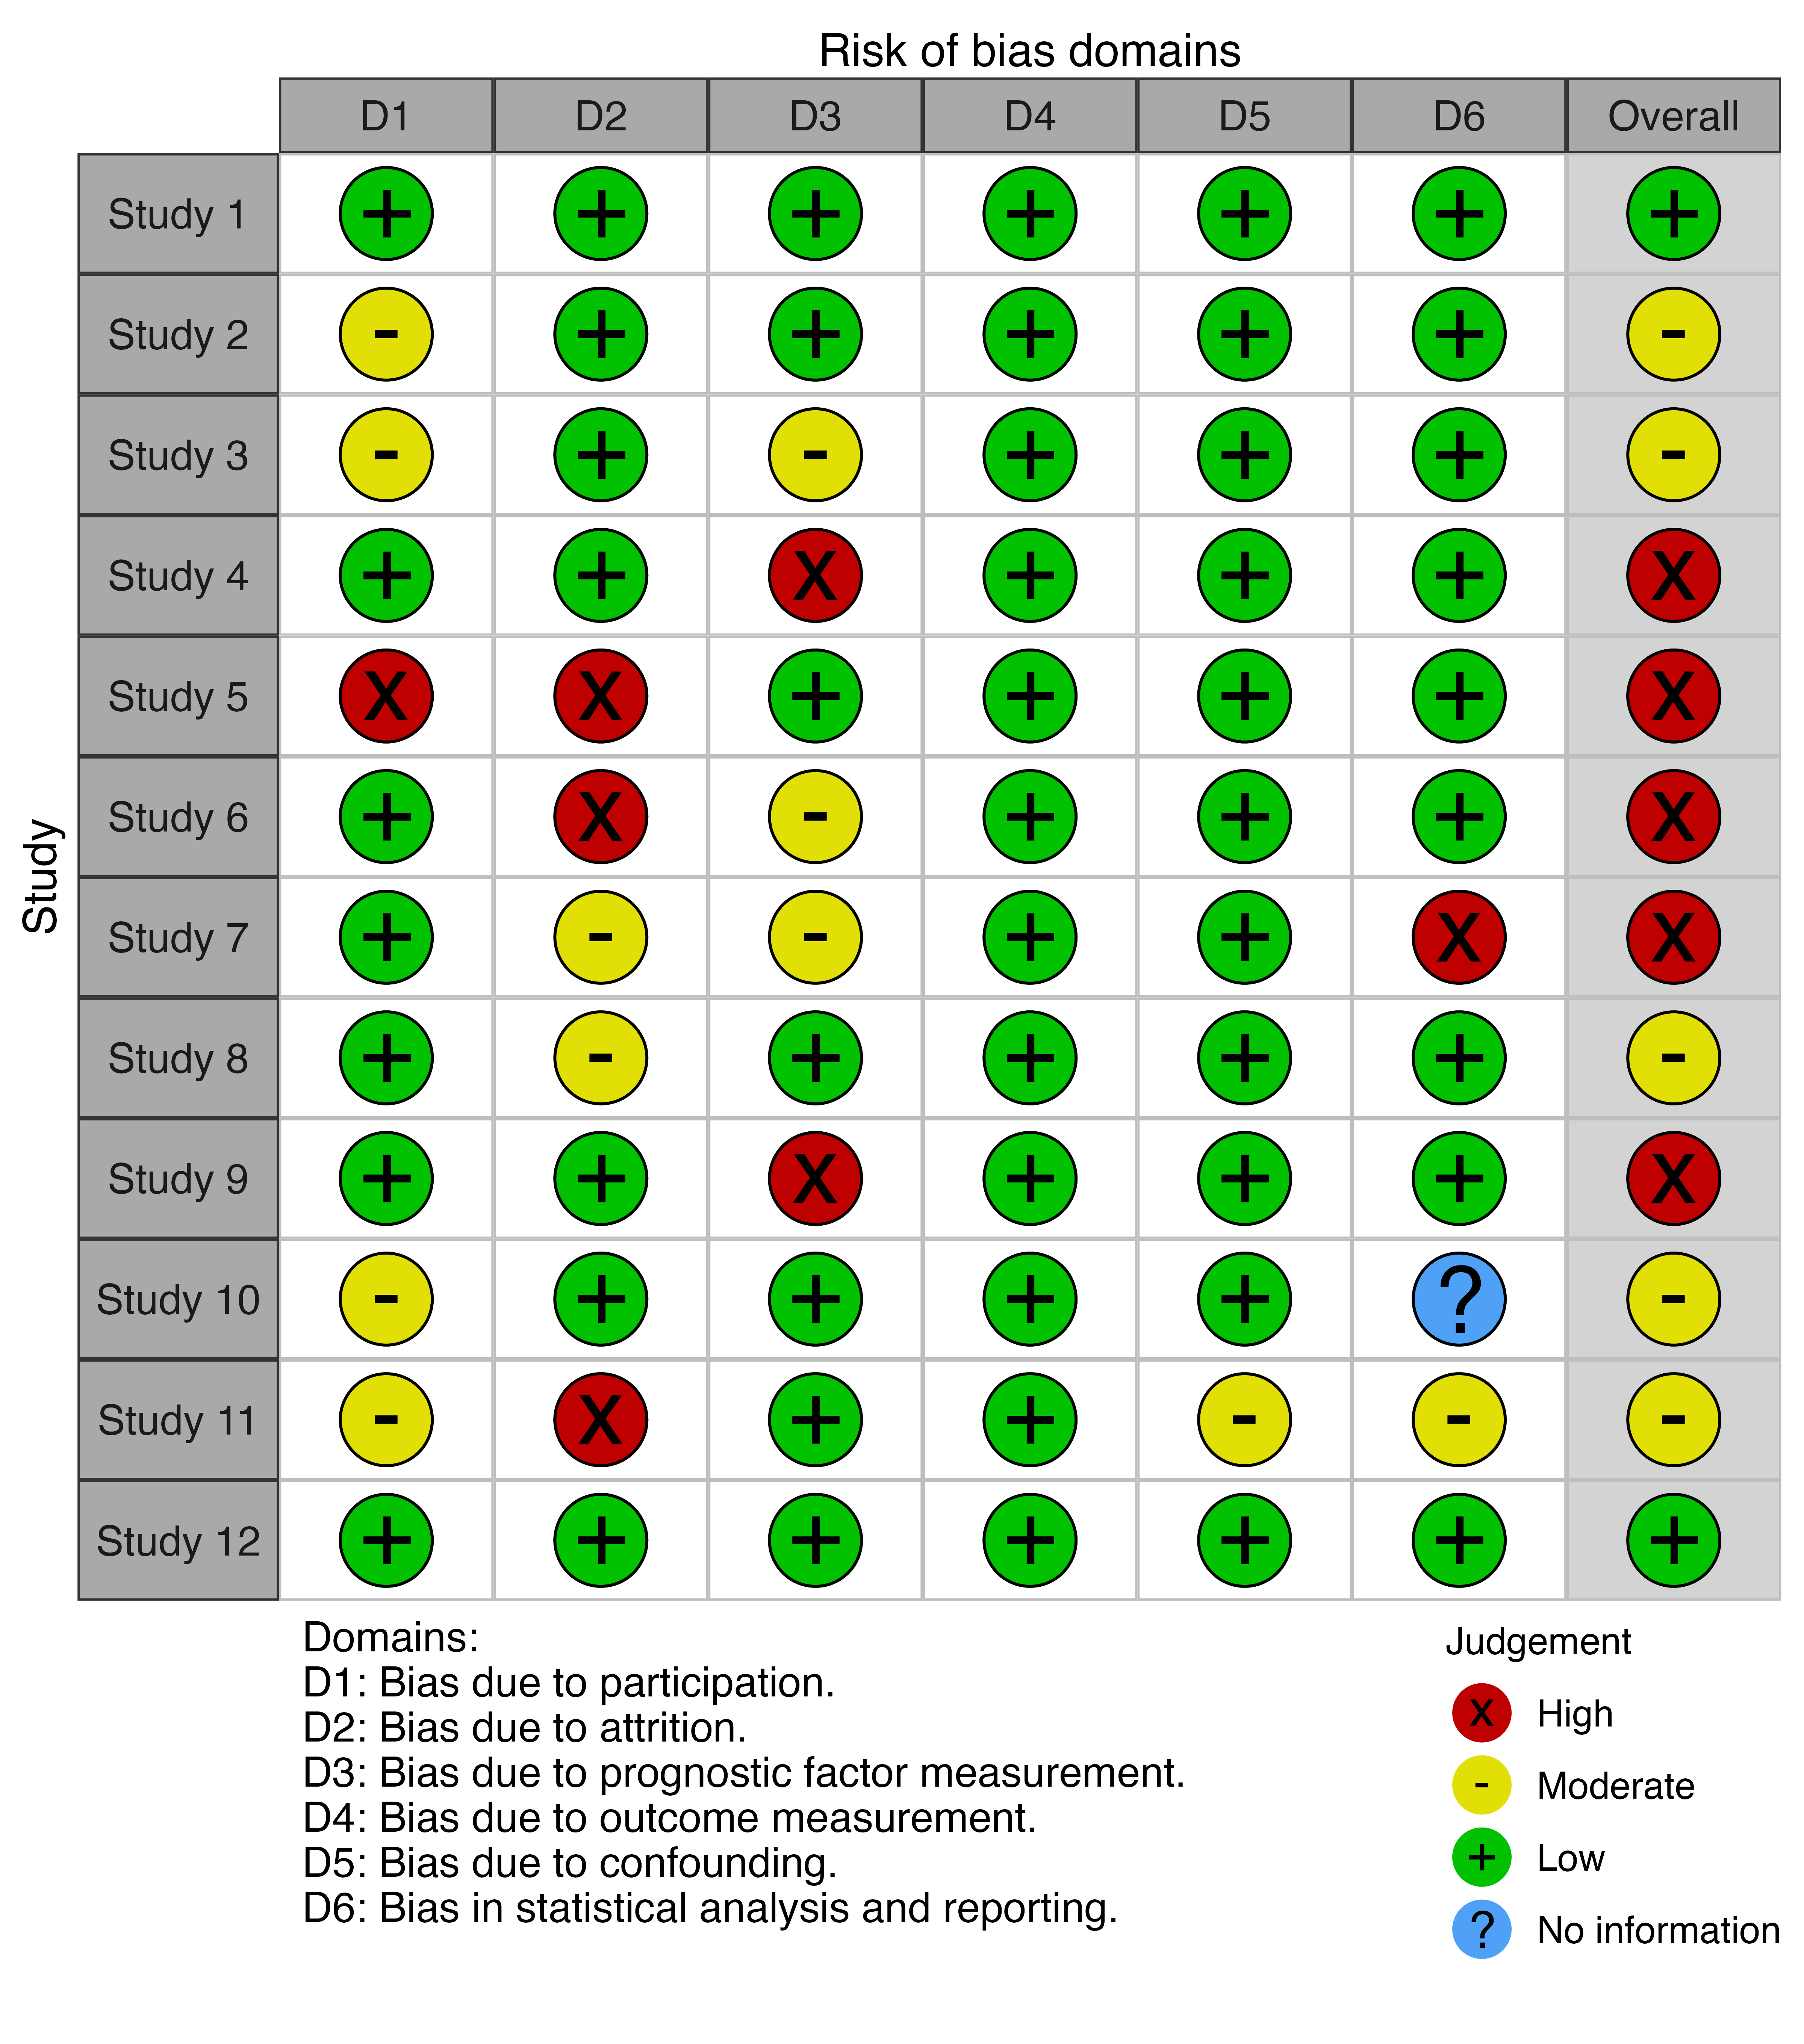 Risk of bias domains
D1 D2 D3 D4 D5 D6 Overall
Study 1 + + + + + + +
Study 2 - + + + + + -
Study 3 - + - + + + -
Study 4 + + X + + + X
Study 5 X X + + + + X
Study 6 + X - + + + X
Study 7 + - - + + X X
Study 8 + - + + + + -
Study 9 + + X + + + X
Study 10 - + + + + ? -
Study 11 - X + + - - -
Study 12 + + + + + + +
Study
Domains:
D1: Bias due to participation.
D2: Bias due to attrition.
D3: Bias due to prognostic factor measurement.
D4: Bias due to outcome measurement.
D5: Bias due to confounding.
D6: Bias in statistical analysis and reporting.
Judgement
X High
- Moderate
+ Low
? No information